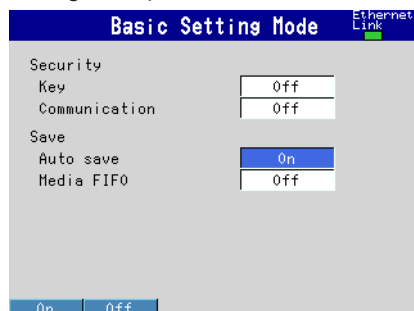 Basic Setting Mode
Ethernet
Link
Security
Key Off
Communication Off
Save
Auto save On
Media FIFO Off
On Off